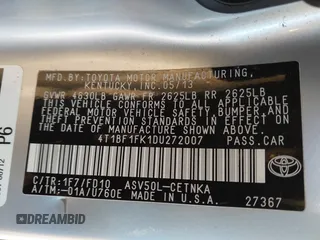 MFD.BY:TOYOTA MOTOR MANUFACTURING,
KENTUCKY,INC.05/13
GVWR 4630LB GAWR FR 2625LB RR 2625LB
THIS VEHICLE CONFORMS TO ALL APPLICABLE
FEDERAL MOTOR VEHICLE SAFETY, BUMPER, AND
THEFT PREVENTION STANDARDS IN EFFECT ON
THE DATE OF MANUFACTURE SHOWN ABOVE.
4T1BF1FK1DU272007 PASS.CAR
C/TR:1F7/FD10 ASV50L-CETNKA
A/TM:-01A/U760E
TOYOTA
27367
P6
DREAMBID